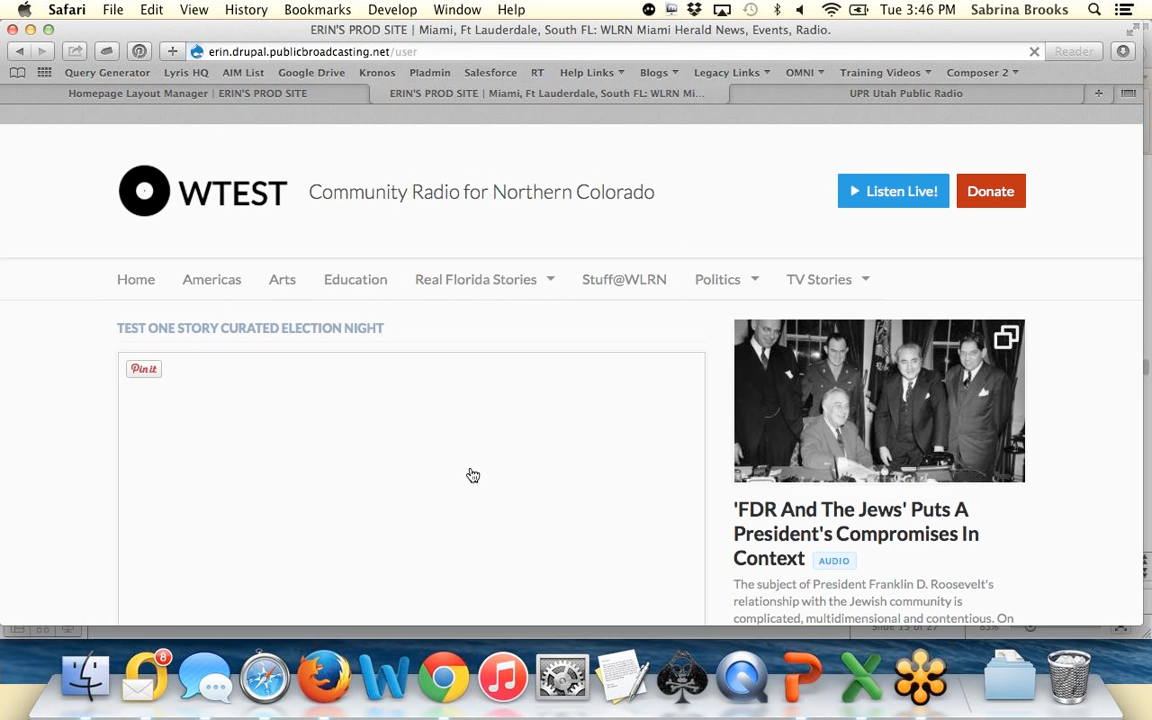 Safari File Edit View History Bookmarks Develop Window Help Tue 3:46 PM Sabrina Brooks
ERIN'S PROD SITE | Miami, Ft Lauderdale, South FL: WLRN Miami Herald News, Events, Radio.
erin.drupal.publicbroadcasting.net/user Reader
Query Generator Lyris HQ AIM List Google Drive Kronos Pladmin Salesforce RT Help Links Blogs Legacy Links OMNI Training Videos Composer 2
Homepage Layout Manager | ERIN'S PROD SITE ERIN'S PROD SITE | Miami, Ft Lauderdale, South FL: WLRN Mi... UPR Utah Public Radio
WTEST Community Radio for Northern Colorado Listen Live! Donate
Home Americas Arts Education Real Florida Stories Stuff@WLRN Politics TV Stories
TEST ONE STORY CURATED ELECTION NIGHT
Pinit
'FDR And The Jews' Puts A
President's Compromises In
Context AUDIO
The subject of President Franklin D. Roosevelt's
relationship with the Jewish community is
complicated, multidimensional and contentious. On
8